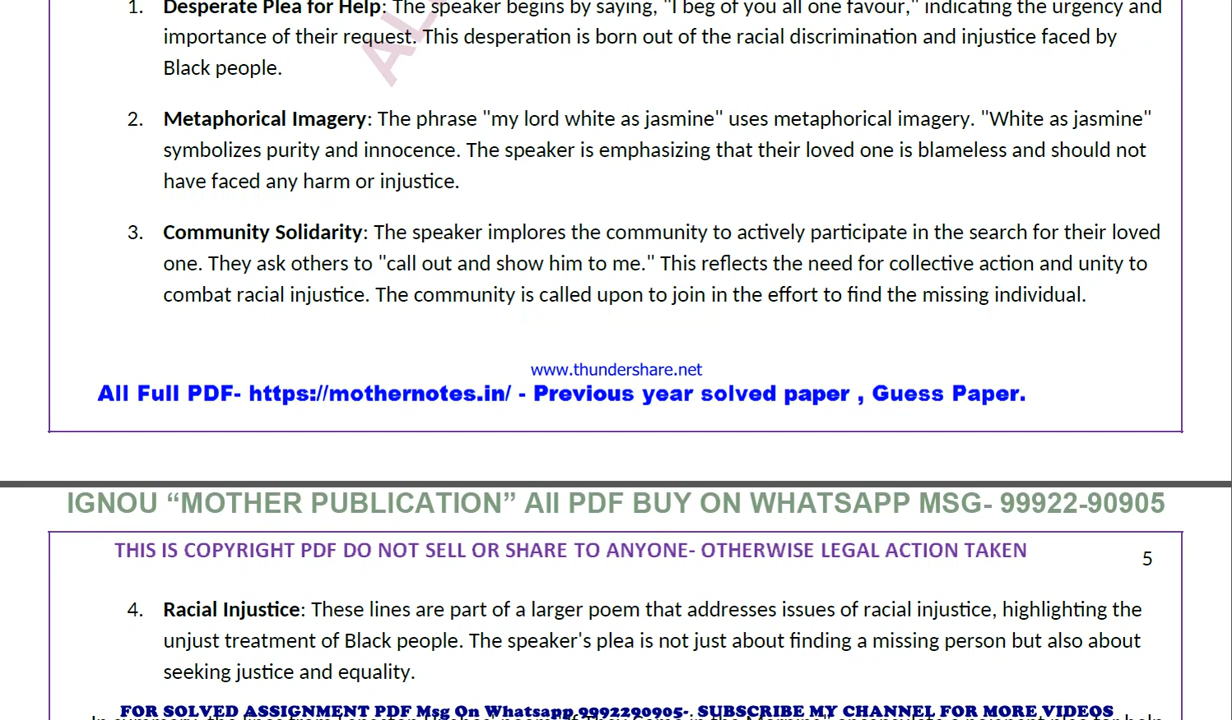 1. Desperate Plea for Help: The speaker begins by saying, "I beg of you all one favour," indicating the urgency and
importance of their request. This desperation is born out of the racial discrimination and injustice faced by
Black people.
2. Metaphorical Imagery: The phrase "my lord white as jasmine" uses metaphorical imagery. "White as jasmine"
symbolizes purity and innocence. The speaker is emphasizing that their loved one is blameless and should not
have faced any harm or injustice.
3. Community Solidarity: The speaker implores the community to actively participate in the search for their loved
one. They ask others to "call out and show him to me." This reflects the need for collective action and unity to
combat racial injustice. The community is called upon to join in the effort to find the missing individual.
www.thundershare.net
All Full PDF- https://mothernotes.in/ - Previous year solved paper , Guess Paper.
IGNOU “MOTHER PUBLICATION” All PDF BUY ON WHATSAPP MSG- 99922-90905
THIS IS COPYRIGHT PDF DO NOT SELL OR SHARE TO ANYONE- OTHERWISE LEGAL ACTION TAKEN
5
4. Racial Injustice: These lines are part of a larger poem that addresses issues of racial injustice, highlighting the
unjust treatment of Black people. The speaker's plea is not just about finding a missing person but also about
seeking justice and equality.
FOR SOLVED ASSIGNMENT PDF Msg On Whatsapp 9992290905-, SUBSCRIBE MY CHANNEL FOR MORE VIDEOS